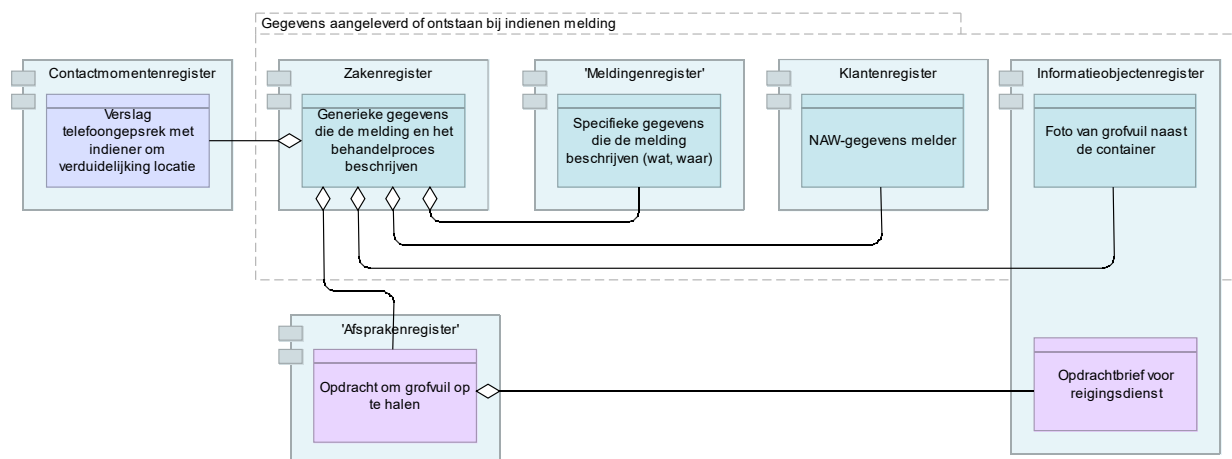 Gegevens aangeleverd of ontstaan bij indienen melding
Contactmomentenregister
Verslag
telefoongepsrek met
indiener om
verduidelijking locatie
Zakenregister
Generieke gegevens
die de melding en het
behandelproces
beschrijven
'Meldingenregister'
Specifieke gegevens
die de melding
beschrijven (wat, waar)
Klantenregister
NAW-gegevens melder
Informatieobjectenregister
Foto van grofvuil naast
de container
'Afsprakenregister'
Opdracht om grofvuil op
te halen
Opdrachtbrief voor
reigingsdienst